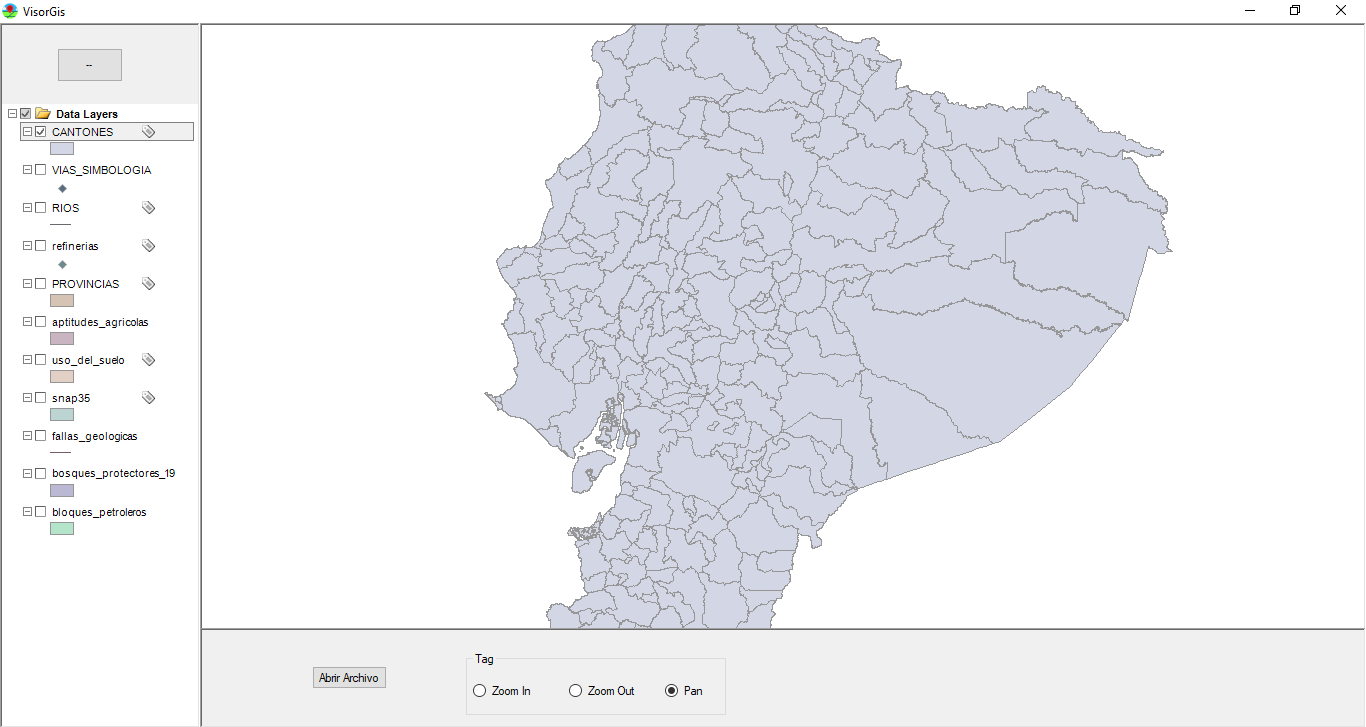 VisorGis
--
Data Layers
CANTONES
VIAS_SIMBOLOGIA
RIOS
refinerias
PROVINCIAS
aptitudes_agricolas
uso_del_suelo
snap35
fallas_geologicas
bosques_protectores_19
bloques_petroleros
Abrir Archivo
Tag
Zoom In
Zoom Out
Pan